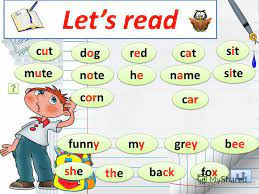 Let's read
cut dog red cat sit
mute note he name site
corn car
?
funny my grey bee
she the back fox
MyShared